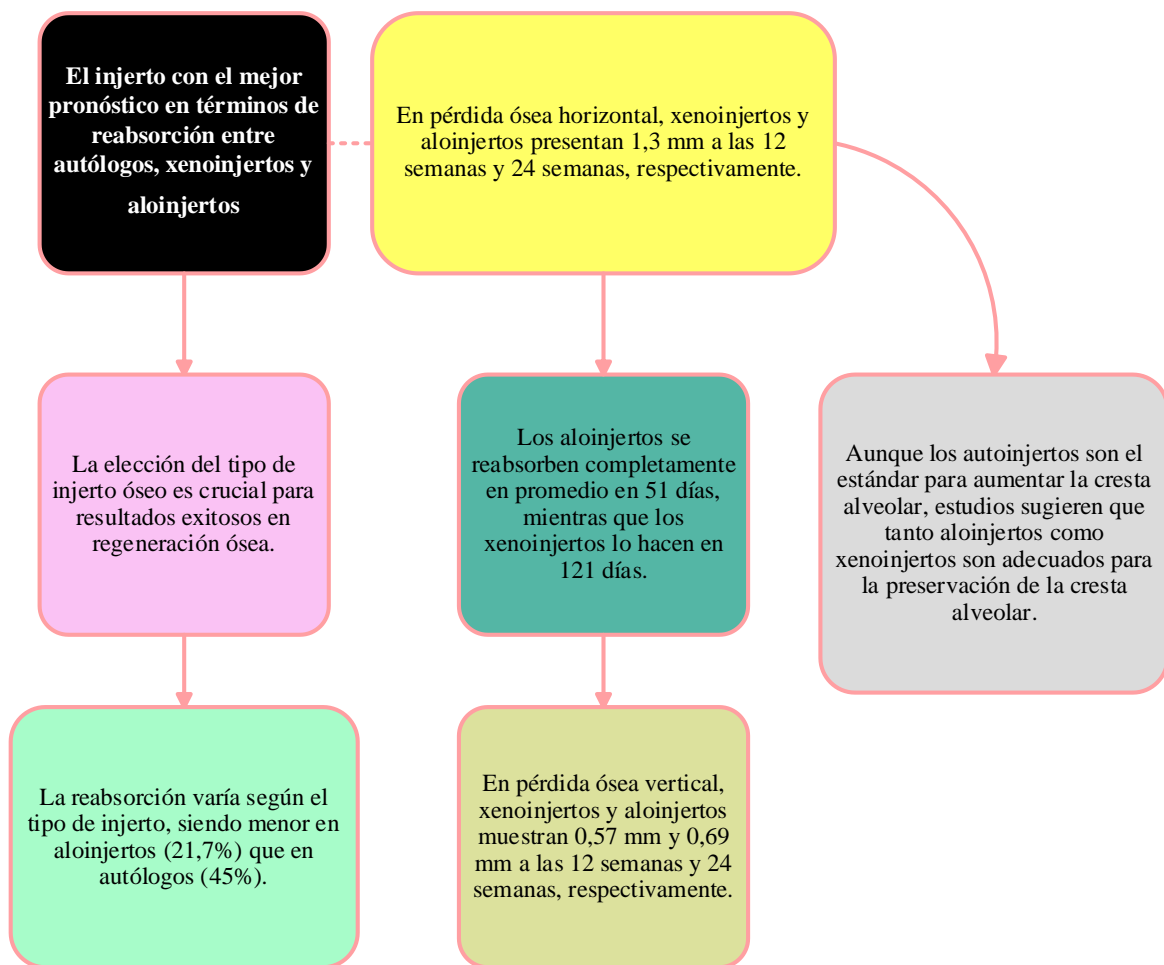 El injerto con el mejor
pronóstico en términos de
reabsorción entre
autólogos, xenoinjertos y
aloinjertos
En pérdida ósea horizontal, xenoinjertos y
aloinjertos presentan 1,3 mm a las 12
semanas y 24 semanas, respectivamente.
La elección del tipo de
injerto óseo es crucial para
resultados exitosos en
regeneración ósea.
Los aloinjertos se
reabsorben completamente
en promedio en 51 días,
mientras que los
xenoinjertos lo hacen en
121 días.
Aunque los autoinjertos son el
estándar para aumentar la cresta
alveolar, estudios sugieren que
tanto aloinjertos como
xenoinjertos son adecuados para
la preservación de la cresta
alveolar.
La reabsorción varía según el
tipo de injerto, siendo menor en
aloinjertos (21,7%) que en
autólogos (45%).
En pérdida ósea vertical,
xenoinjertos y aloinjertos
muestran 0,57 mm y 0,69
mm a las 12 semanas y 24
semanas, respectivamente.